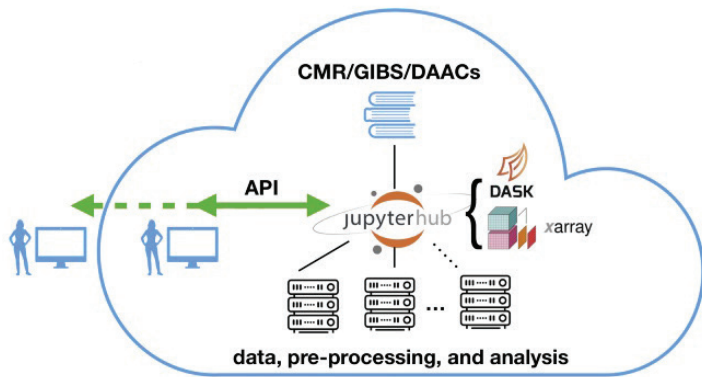 CMR/GIBS/DAACs
API
jupyterhub
DASK
xarray
...
data, pre-processing, and analysis